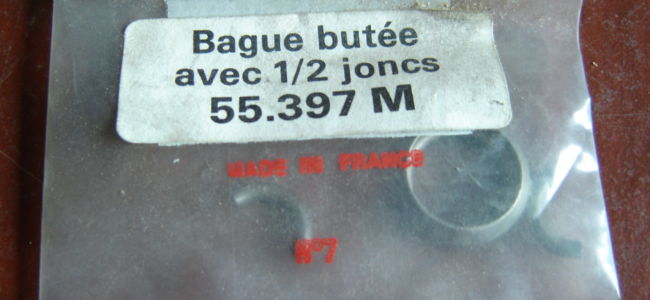 Bague butée
avec 1/2 joncs
55.397 M
MADE IN FRANCE
N°7